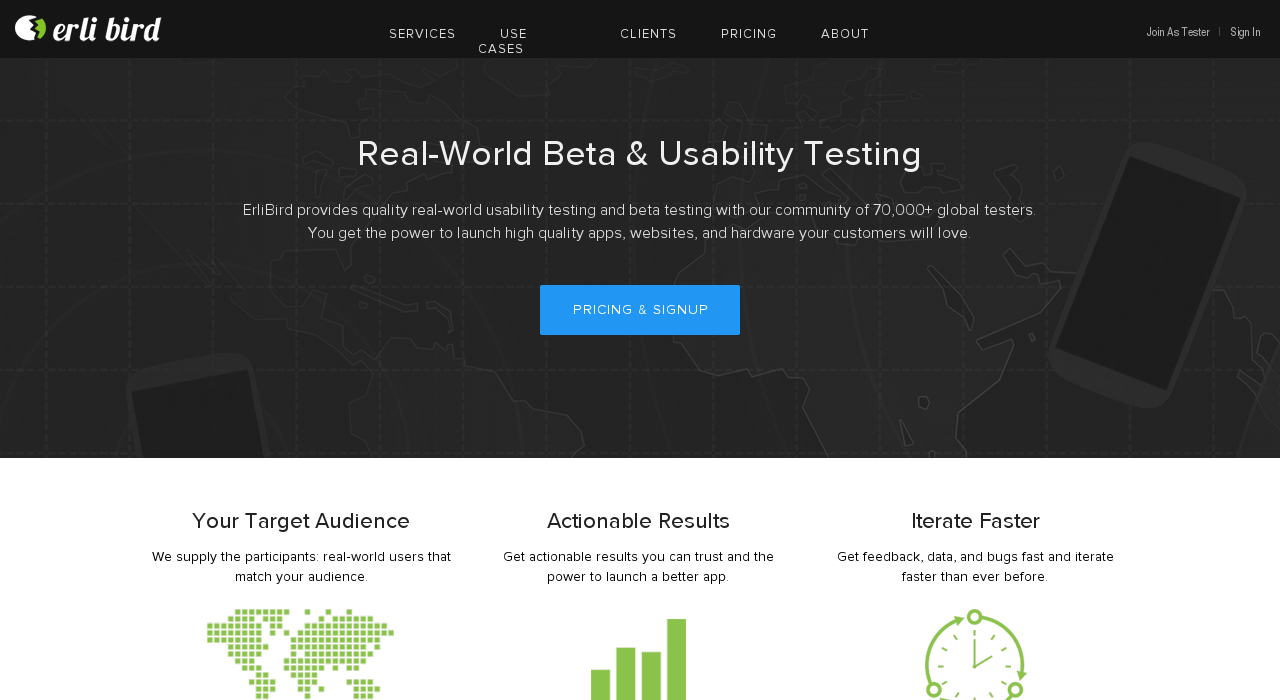 erli bird
SERVICES
USE
CASES
CLIENTS
PRICING
ABOUT
Join As Tester | Sign In
Real-World Beta & Usability Testing
ErliBird provides quality real-world usability testing and beta testing with our community of 70,000+ global testers.
You get the power to launch high quality apps, websites, and hardware your customers will love.
PRICING & SIGNUP
Your Target Audience
We supply the participants: real-world users that
match your audience.
Actionable Results
Get actionable results you can trust and the
power to launch a better app.
Iterate Faster
Get feedback, data, and bugs fast and iterate
faster than ever before.